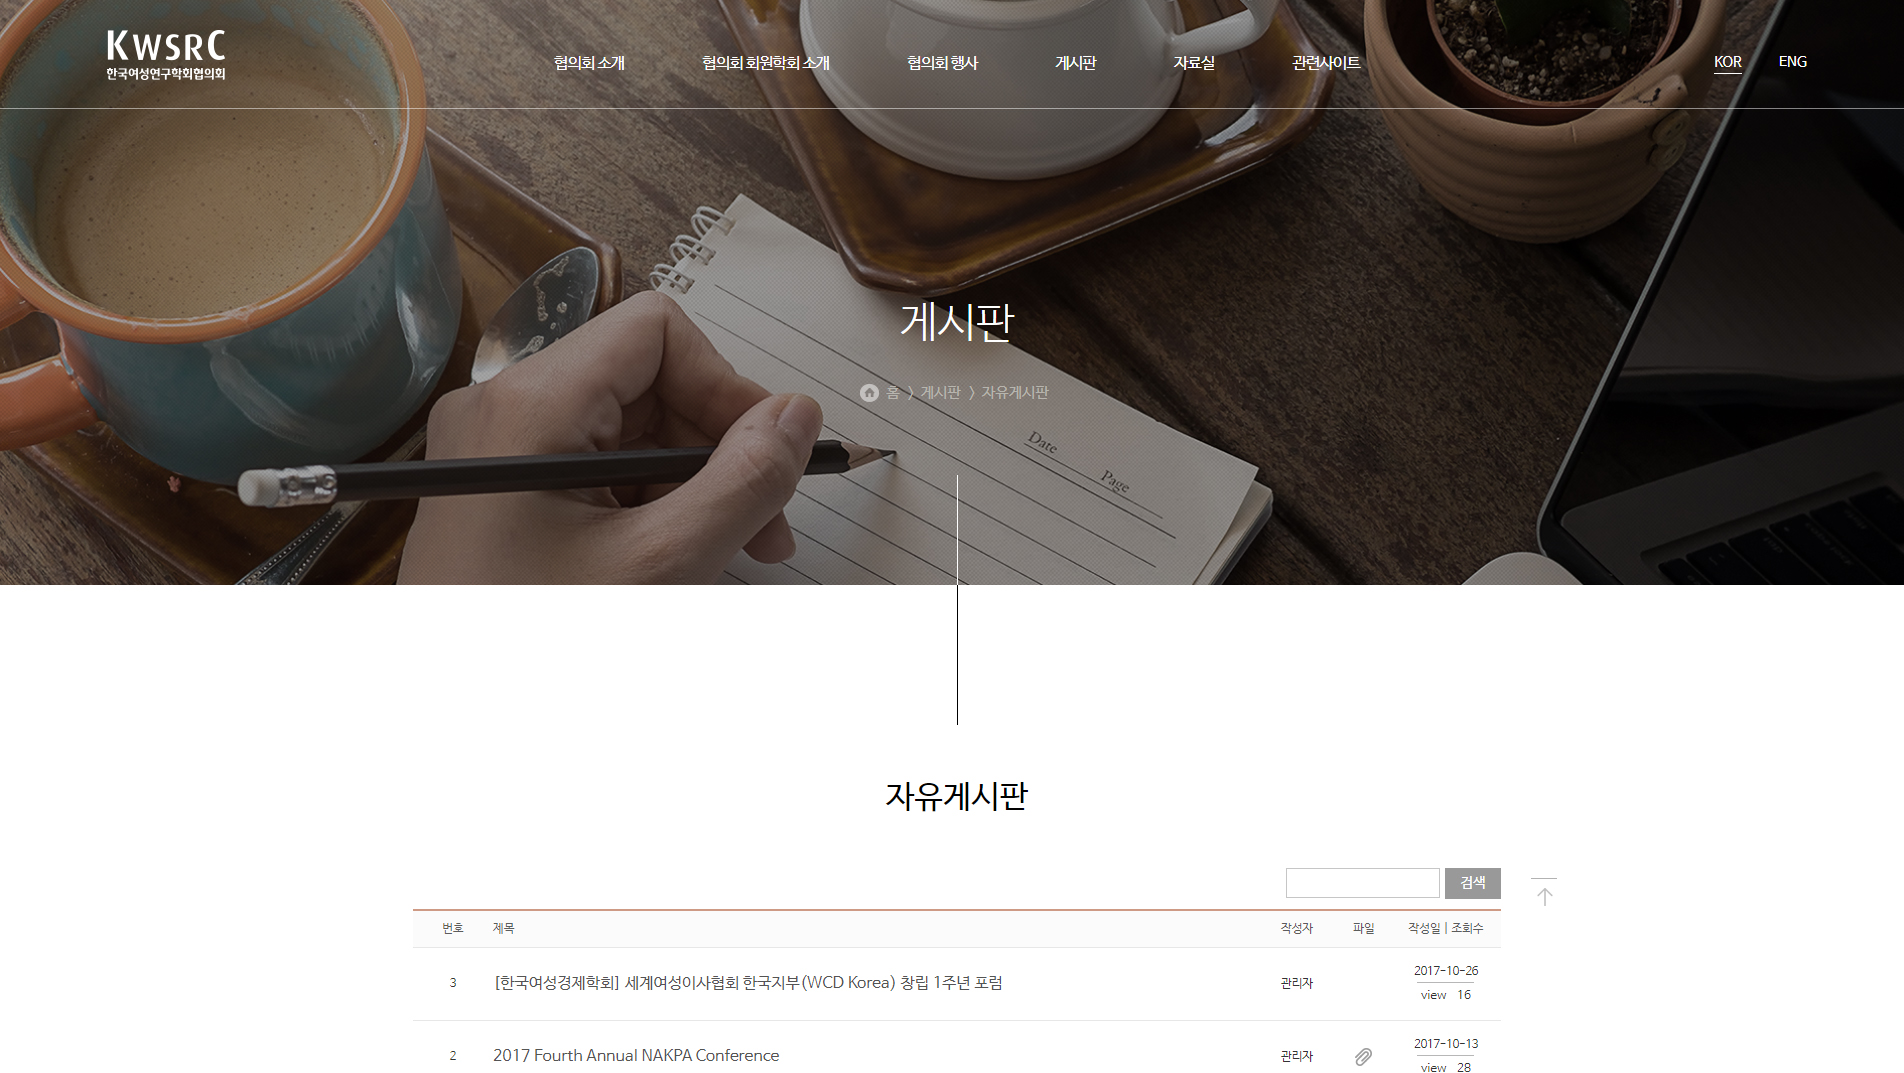 KWSRC
한국여성연구학회협의회
협의회 소개
협의회 회원학회 소개
협의회 행사
게시판
자료실
관련사이트
KOR
ENG
게시판
홈 > 게시판 > 자유게시판
Date
Page
자유게시판
검색
번호 제목 작성자 파일 작성일 | 조회수
3 [한국여성경제학회] 세계여성이사협회 한국지부(WCD Korea) 창립 1주년 포럼 관리자 2017-10-26
view 16
2 2017 Fourth Annual NAKPA Conference 관리자 2017-10-13
view 28